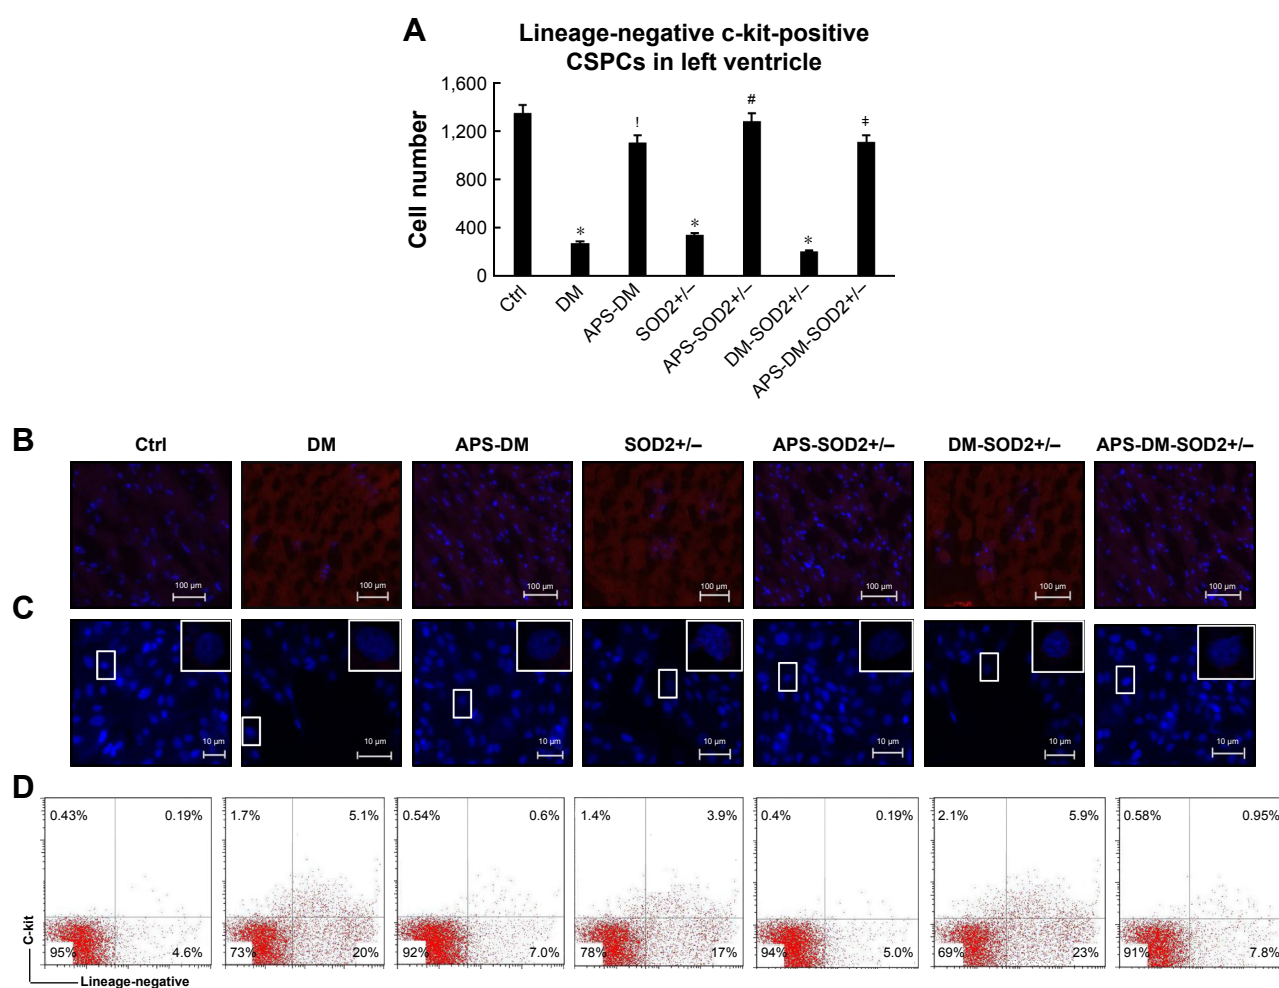 A
Lineage-negative c-kit-positive
CSPCs in left ventricle
Cell number
1,600
1,200
800
400
0
*
!
*
#
*
ǂ
Ctrl
DM
APS-DM
SOD2+/–
APS-SOD2+/–
DM-SOD2+/–
APS-DM-SOD2+/–
B
Ctrl
DM
APS-DM
SOD2+/–
APS-SOD2+/–
DM-SOD2+/–
APS-DM-SOD2+/–
100 µm
100 µm
100 µm
100 µm
100 µm
100 µm
100 µm
C
10 µm
10 µm
10 µm
10 µm
10 µm
10 µm
10 µm
D
0.43% 0.19%
1.7% 5.1%
0.54% 0.6%
1.4% 3.9%
0.4% 0.19%
2.1% 5.9%
0.58% 0.95%
95% 4.6%
73% 20%
92% 7.0%
78% 17%
94% 5.0%
69% 23%
91% 7.8%
C-kit
Lineage-negative